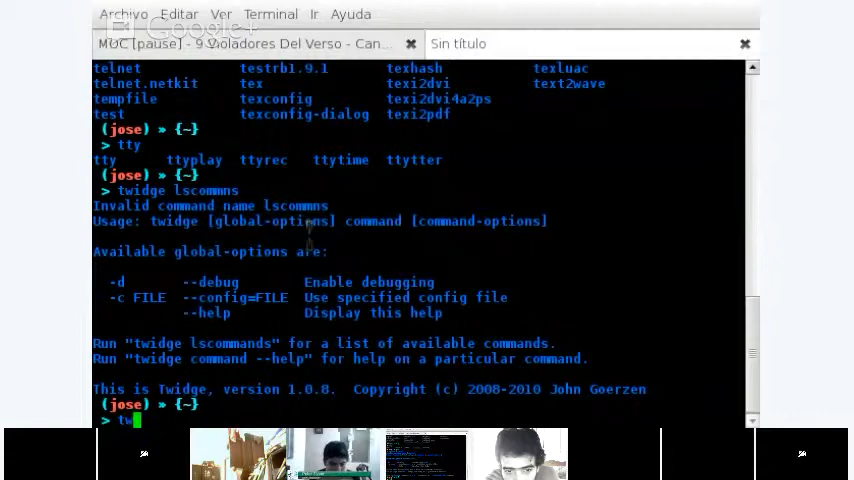 Archivo Editar Ver Terminal Ir Ayuda
Google+
MOC [pause] - 9 Violadores Del Verso - Can... ✖ Sin título ✖
telnet testrb1.9.1 texhash texluac
telnet.netkit tex texi2dvi text2wave
tempfile texconfig texi2dvi4a2ps
test texconfig-dialog texi2pdf
(jose) » {~}
> tty
tty ttyplay ttyrec ttytime ttytter
(jose) » {~}
> twidge lscommns
Invalid command name lscommns
Usage: twidge [global-options] command [command-options]
Available global-options are:
-d --debug Enable debugging
-c FILE --config=FILE Use specified config file
--help Display this help
Run "twidge lscommands" for a list of available commands.
Run "twidge command --help" for help on a particular command.
This is Twidge, version 1.0.8. Copyright (c) 2008-2010 John Goerzen
(jose) » {~}
> tw